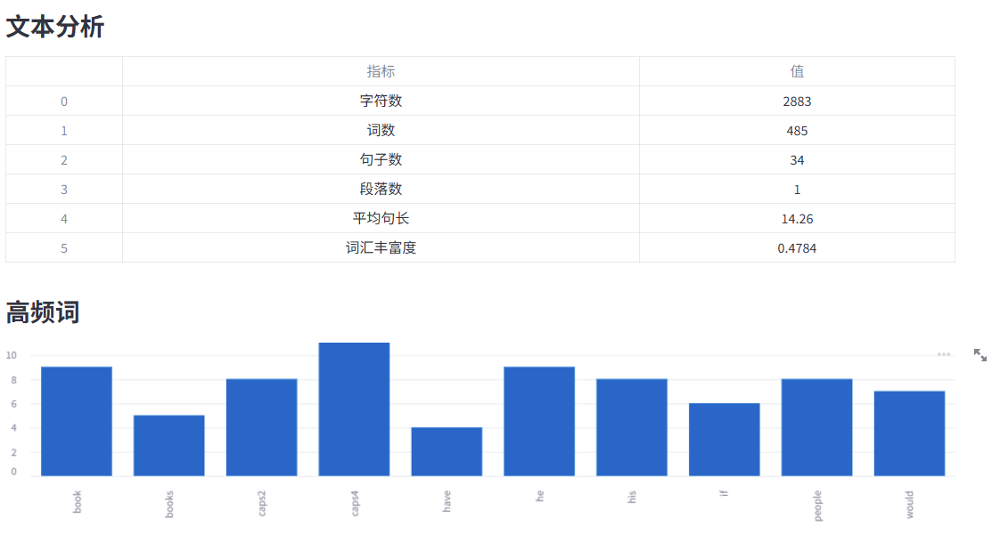 文本分析
指标 值
0 字符数 2883
1 词数 485
2 句子数 34
3 段落数 1
4 平均句长 14.26
5 词汇丰富度 0.4784
高频词
10
8
6
4
2
0
book books caps2 caps4 have he his if people would